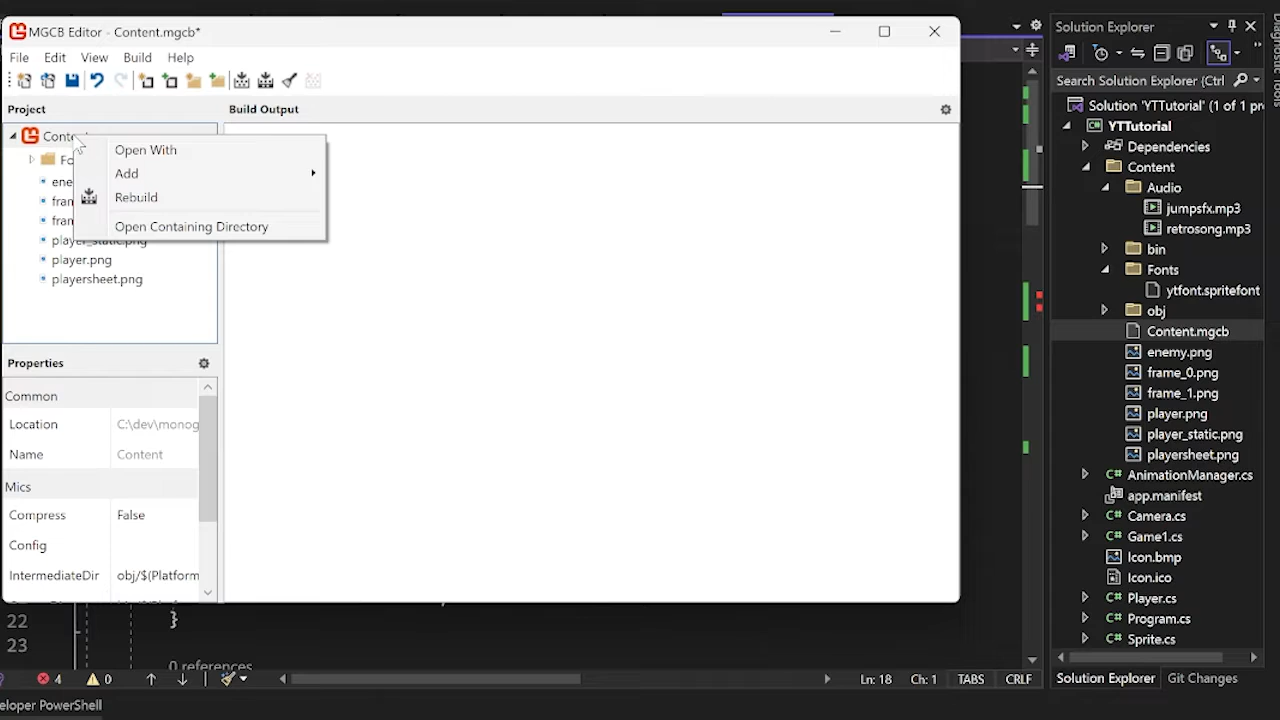 MGCB Editor - Content.mgcb*
File Edit View Build Help
Project
Build Output
Open With
Add
Rebuild
Open Containing Directory
player_static.png
player.png
playersheet.png
Properties
Common
Location C:\dev\monog
Name Content
Mics
Compress False
Config
IntermediateDir obj/$(Platform
22 }
23
0 references
4 0
Ln: 18 Ch: 1 TABS CRLF
eloper PowerShell
Solution Explorer
Search Solution Explorer (Ctrl
Solution 'YTTutorial' (1 of 1 pro
YTTutorial
Dependencies
Content
Audio
jumpsfx.mp3
retrosong.mp3
bin
Fonts
ytfont.spritefont
obj
Content.mgcb
enemy.png
frame_0.png
frame_1.png
player.png
player_static.png
playersheet.png
C# AnimationManager.cs
app.manifest
C# Camera.cs
C# Game1.cs
Icon.bmp
Icon.ico
C# Player.cs
C# Program.cs
C# Sprite.cs
Solution Explorer Git Changes